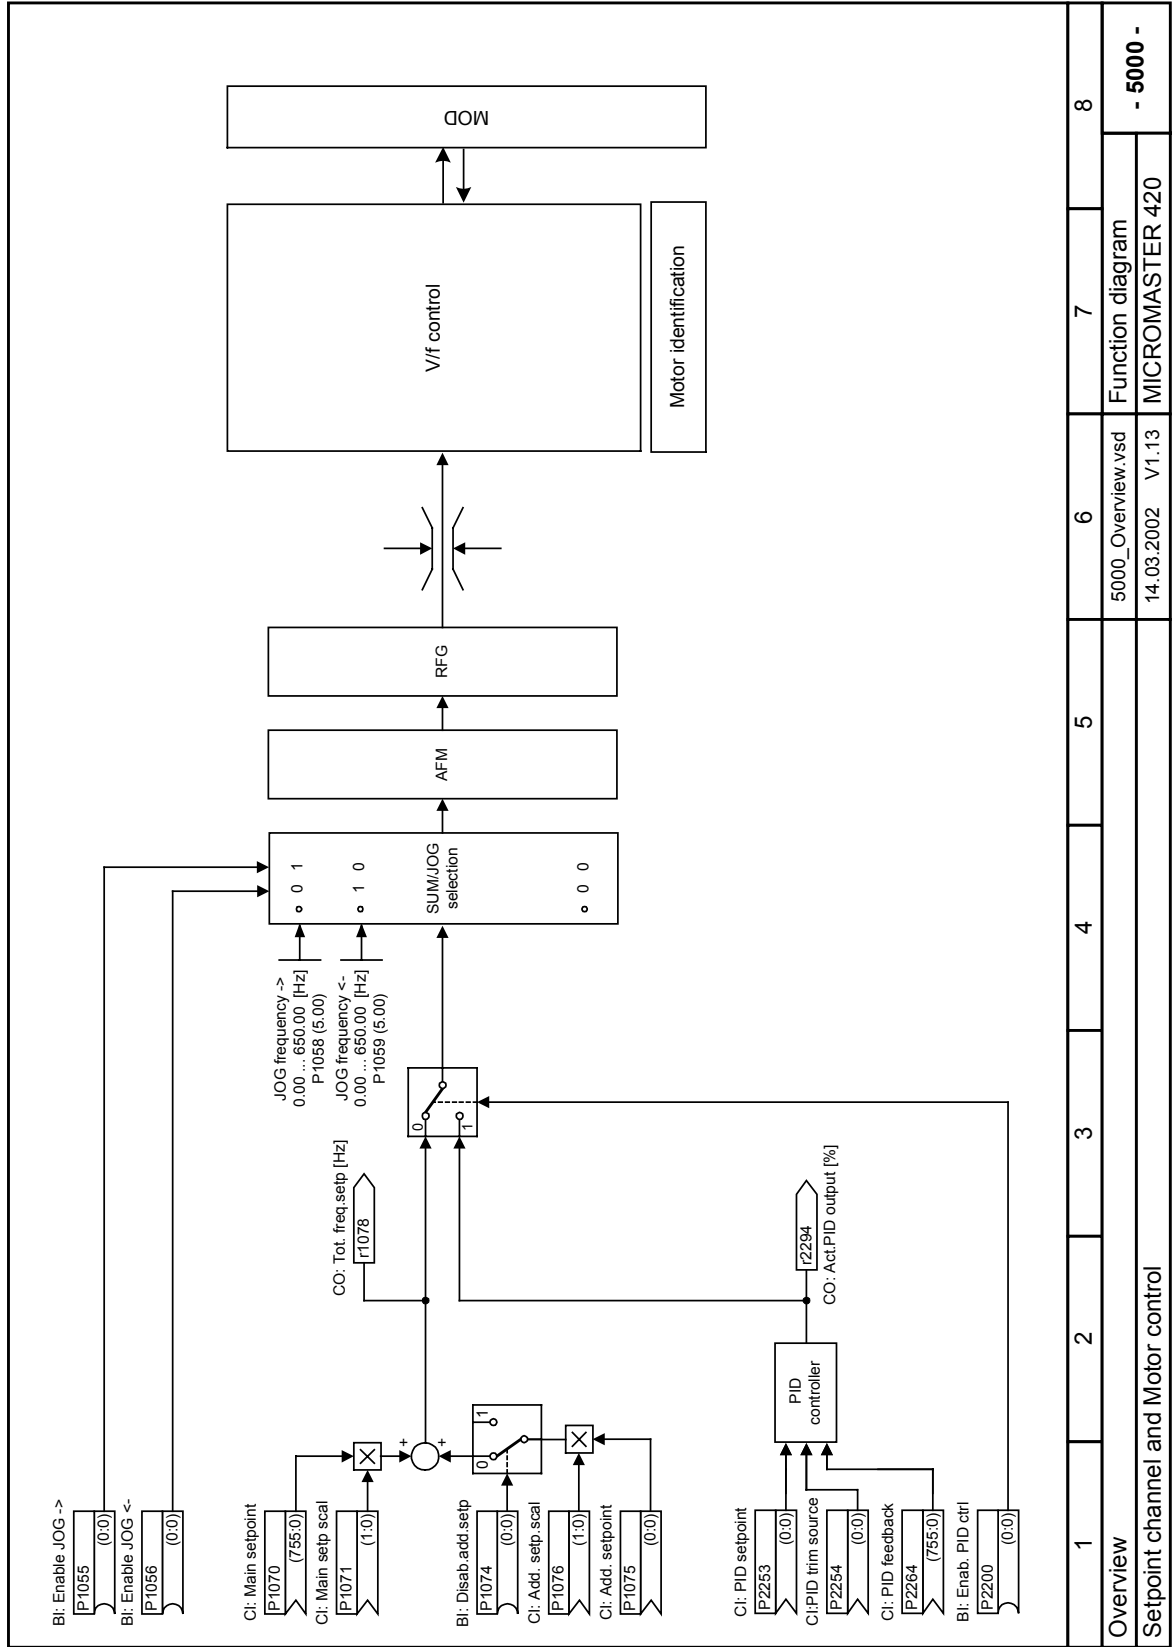 BI: Enable JOG ->
P1055
(0:0)
BI: Enable JOG <-
P1056
(0:0)
JOG frequency ->
0.00 ... 650.00 [Hz]
P1058 (5.00)
JOG frequency <-
0.00 ... 650.00 [Hz]
P1059 (5.00)
0 1
1 0
SUM/JOG
selection
0 0
AFM
RFG
V/f control
Motor identification
MOD
CI: Main setpoint
P1070
(755:0)
CI: Main setp scal
P1071
(1:0)
+
+
CO: Tot. freq.setp [Hz]
r1078
0
1
BI: Disab.add.setp
P1074
(0:0)
0
1
CI: Add. setp.scal
P1076
(1:0)
CI: Add. setpoint
P1075
(0:0)
CI: PID setpoint
P2253
(0:0)
CI:PID trim source
P2254
(0:0)
CI: PID feedback
P2264
(755:0)
PID
controller
r2294
CO: Act.PID output [%]
BI: Enab. PID ctrl
P2200
(0:0)
1 2 3 4 5 6 7 8
Overview
5000_Overview.vsd
Function diagram
- 5000 -
Setpoint channel and Motor control
14.03.2002 V1.13
MICROMASTER 420